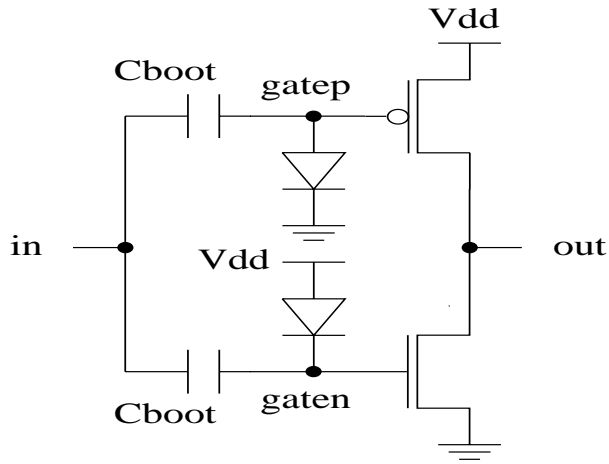 Vdd
Cboot
gatep
in
Vdd
out
gaten
Cboot